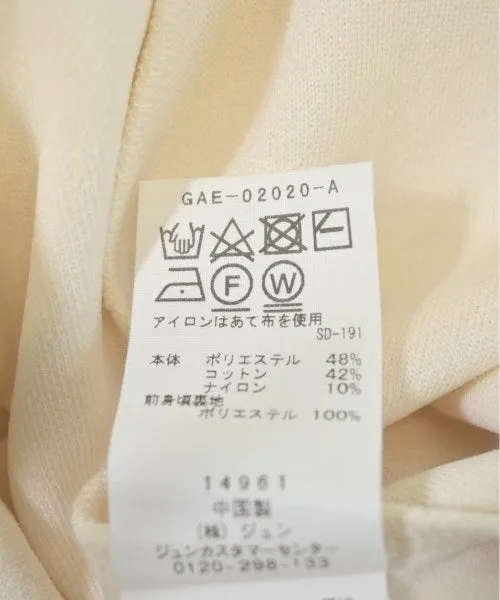 GAE-02020-A
F W
アイロンはあて布を使用
SD-191
本体 ポリエステル 48%
コットン 42%
ナイロン 10%
前身頃裏地
ポリエステル 100%
14961
中国製
(株) ジュン
ジュンカスタマーセンター
0120-298-133